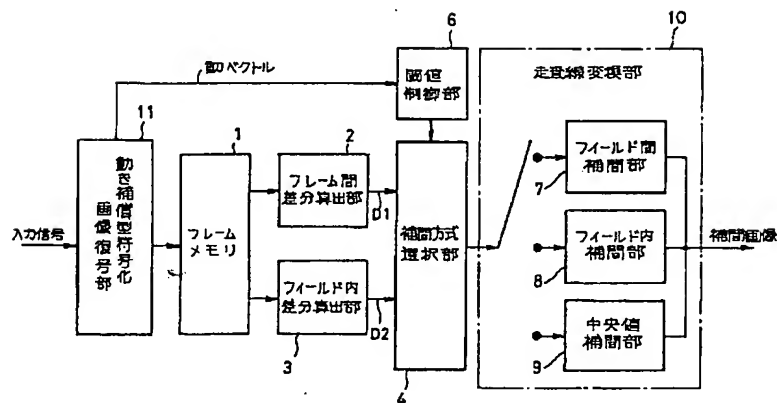 6
10
動ベクトル
閾値
制御部
走査線変換部
11
1
2
動き補償型符号化
画像復号部
フレーム
メモリ
フレーム間
差分算出部
D1
補間方式
選択部
フィールド間
補間部
7
入力信号
フィールド内
補間部
8
補間画像
フィールド内
差分算出部
D2
3
中央値
補間部
9
4